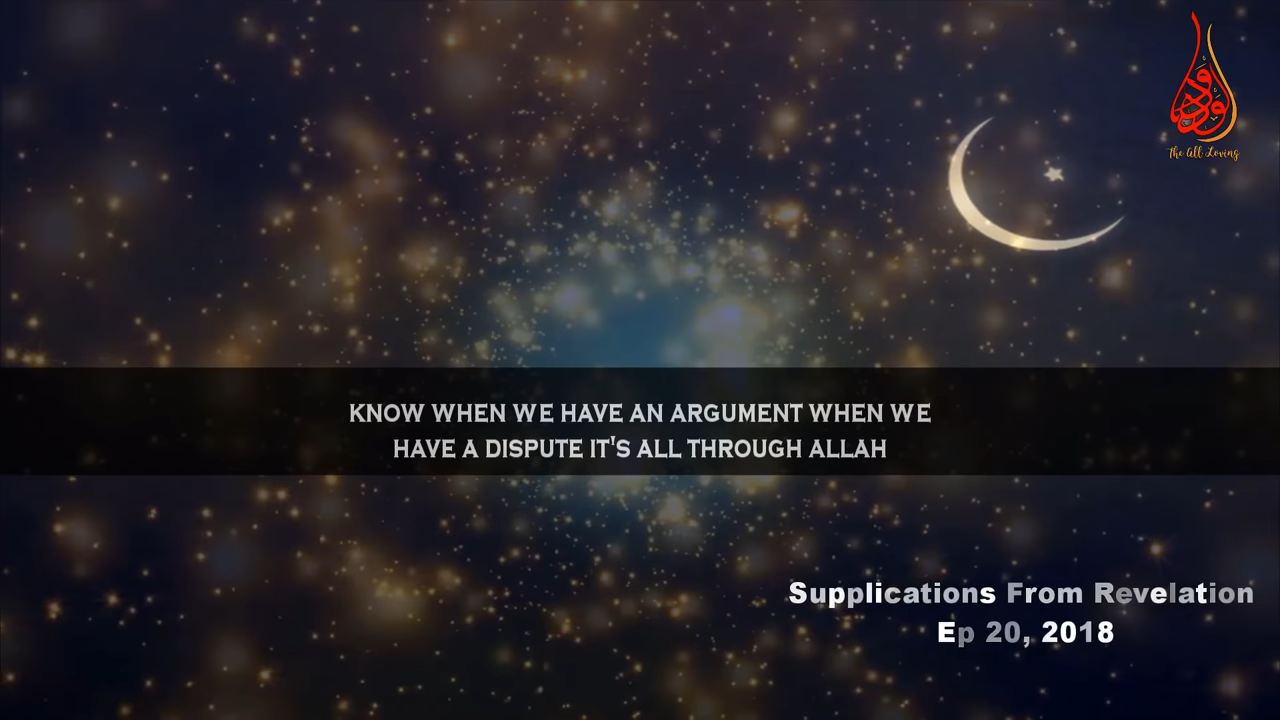 الودود
The All Loving
KNOW WHEN WE HAVE AN ARGUMENT WHEN WE
HAVE A DISPUTE IT'S ALL THROUGH ALLAH
Supplications From Revelation
Ep 20, 2018